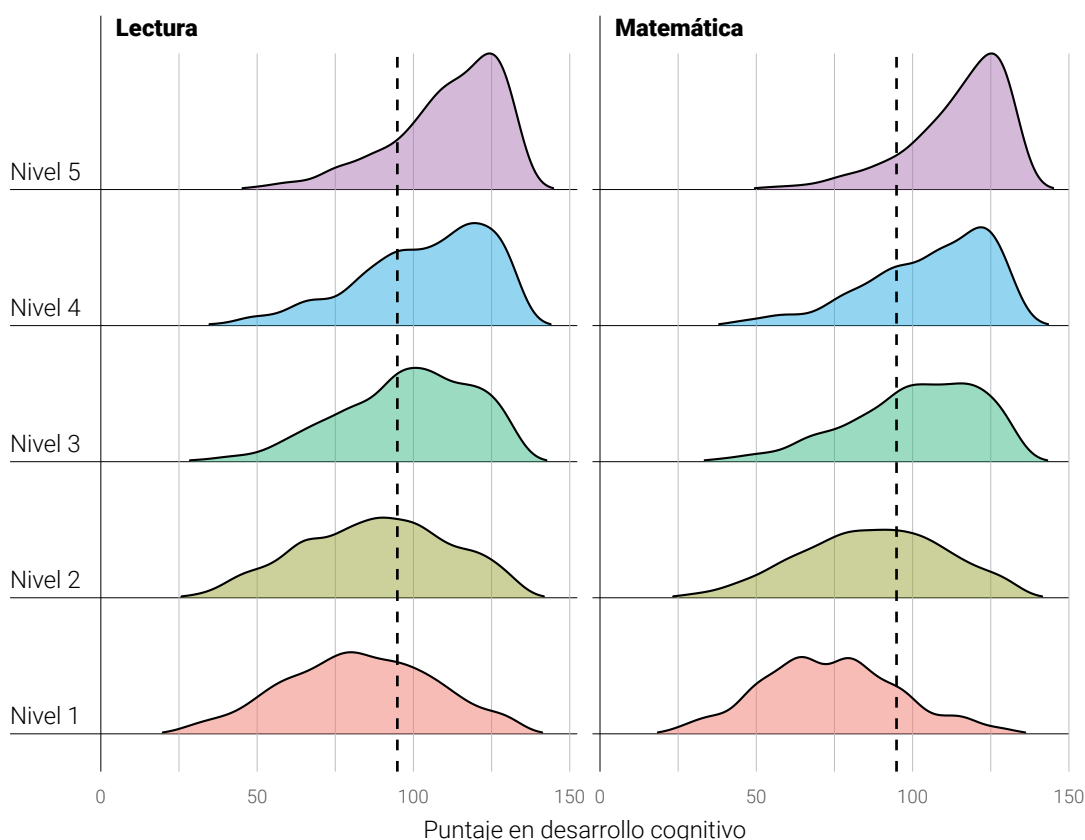 Lectura
Matemática
Nivel 5
Nivel 4
Nivel 3
Nivel 2
Nivel 1
0 50 100 150 0 50 100 150
Puntaje en desarrollo cognitivo